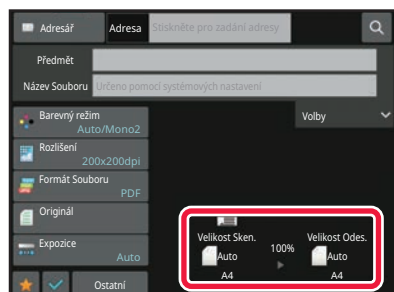 Adresář Adresa Stiskněte pro zadání adresy
Předmět
Název Souboru Určeno pomocí systémových nastavení
Barevný režim
Auto/Mono2
Volby
Rozlišení
200x200dpi
Formát Souboru
PDF
Originál
Expozice
Auto
Velikost Sken. 100% Velikost Odes.
Auto Auto
A4 A4
Ostatní